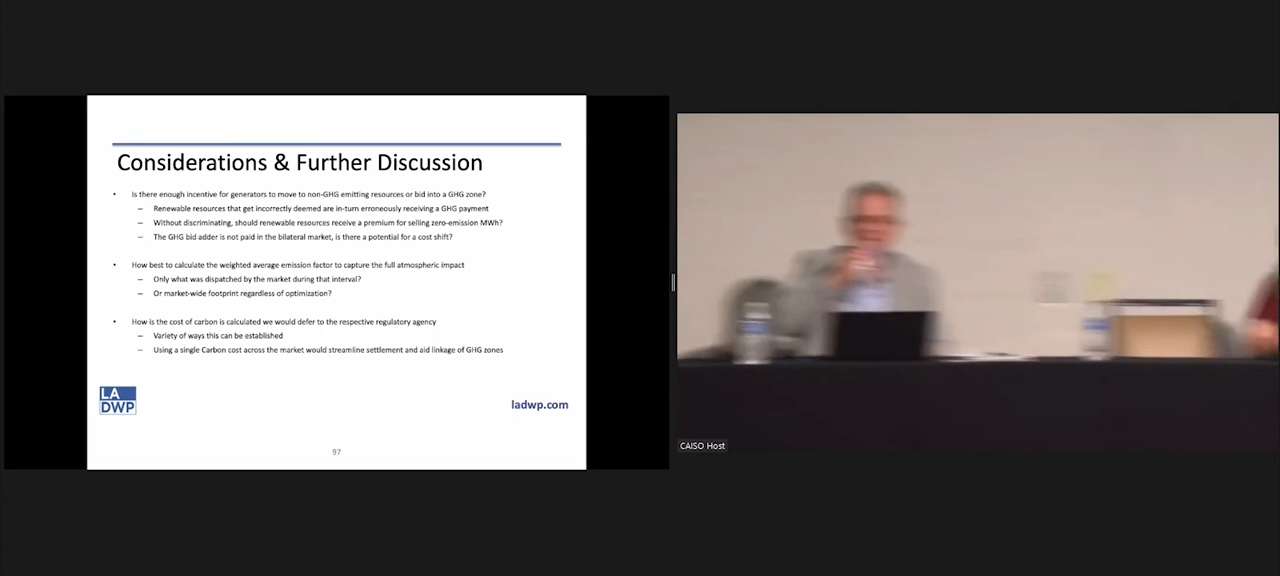 Considerations & Further Discussion
• Is there enough incentive for generators to move to non-GHG emitting resources or bid into a GHG zone?
– Renewable resources that get incorrectly deemed are in-turn erroneously receiving a GHG payment
– Without discriminating, should renewable resources receive a premium for selling zero-emission MWh?
– The GHG bid adder is not paid in the bilateral market, is there a potential for a cost shift?
• How best to calculate the weighted average emission factor to capture the full atmospheric impact
– Only what was dispatched by the market during that interval?
– Or market-wide footprint regardless of optimization?
• How is the cost of carbon is calculated we would defer to the respective regulatory agency
– Variety of ways this can be established
– Using a single Carbon cost across the market would streamline settlement and aid linkage of GHG zones
LA
DWP
ladwp.com
97
CAISO Host